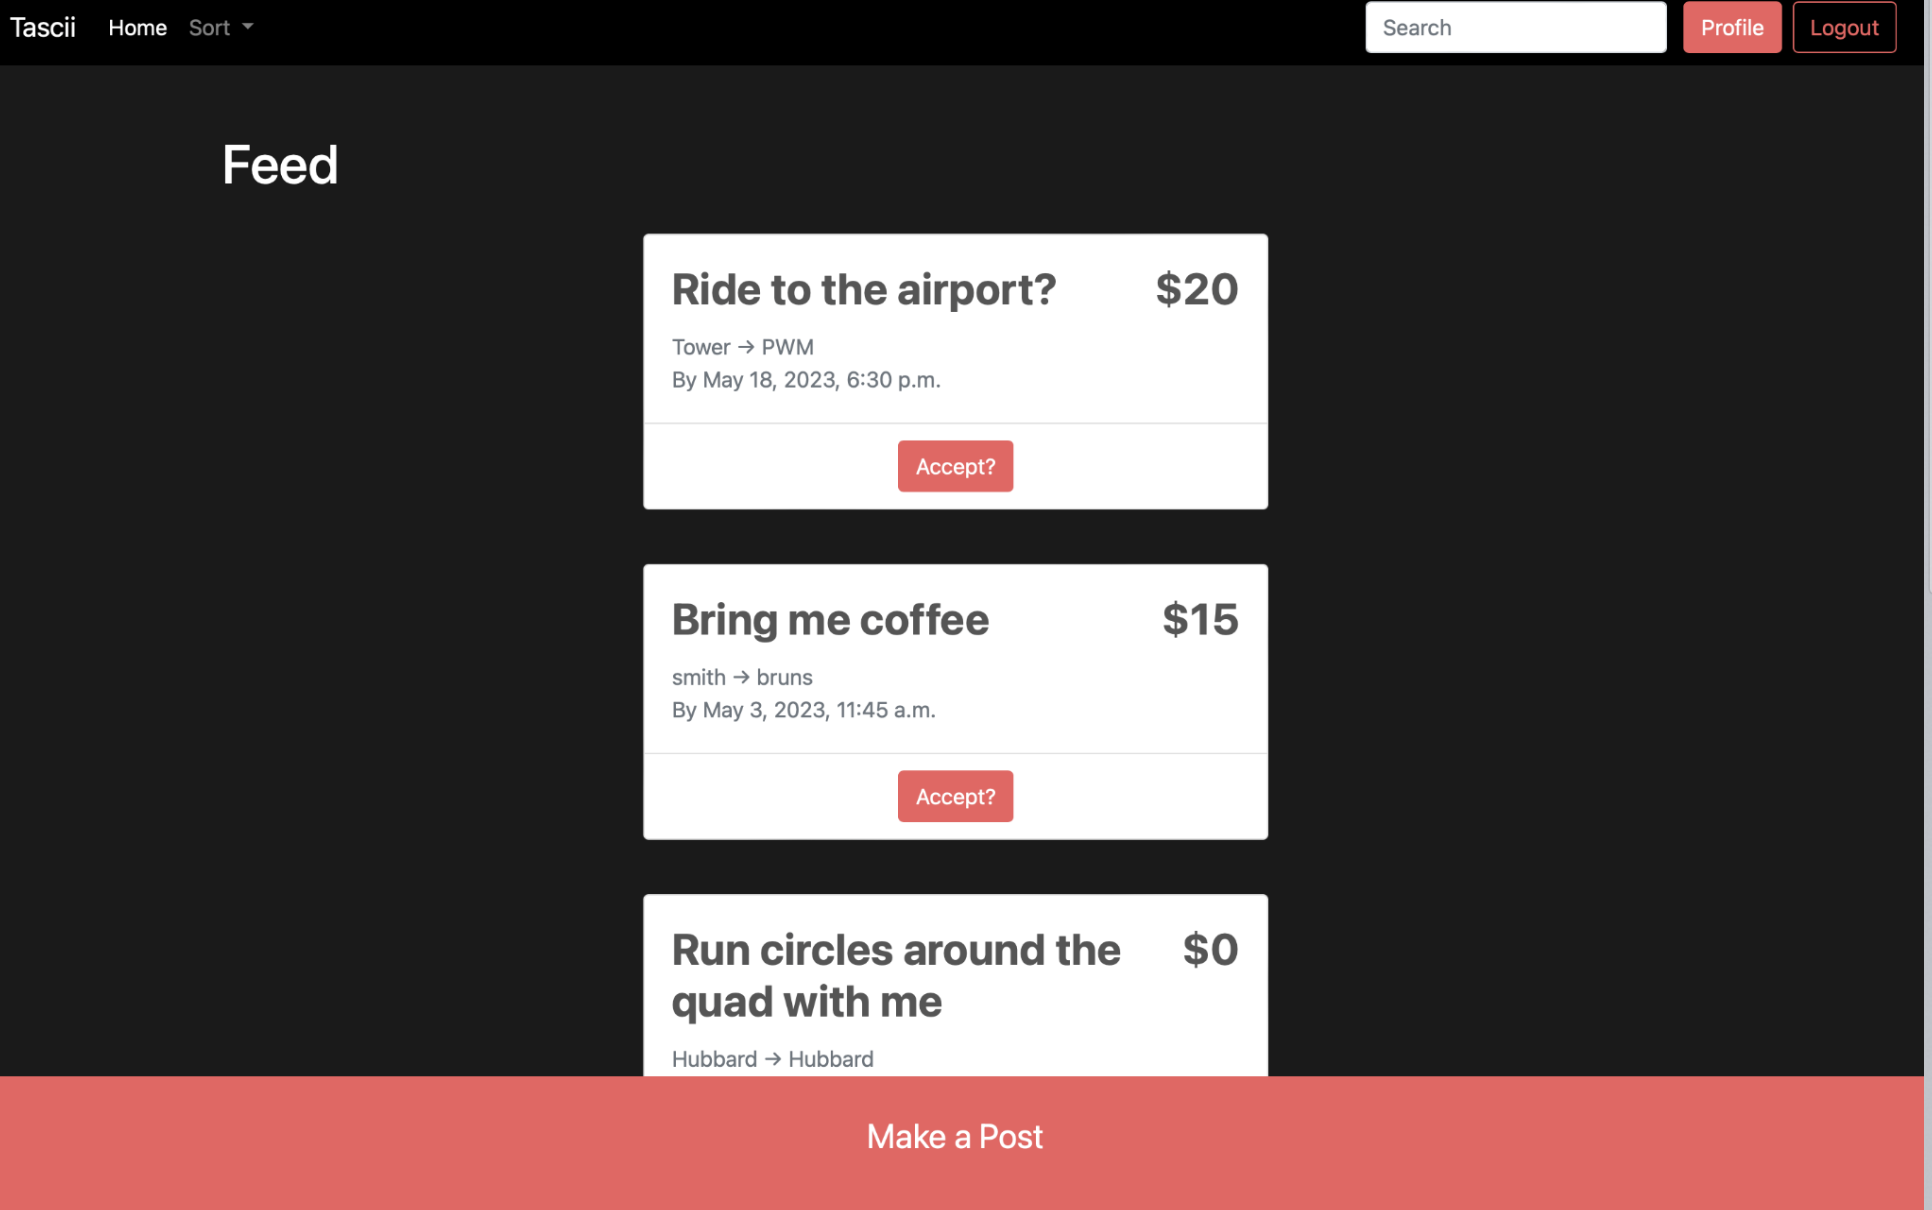 Tascii Home Sort Search Profile Logout
Feed
Ride to the airport? $20
Tower → PWM
By May 18, 2023, 6:30 p.m.
Accept?
Bring me coffee $15
smith → bruns
By May 3, 2023, 11:45 a.m.
Accept?
Run circles around the $0
quad with me
Hubbard → Hubbard
Make a Post